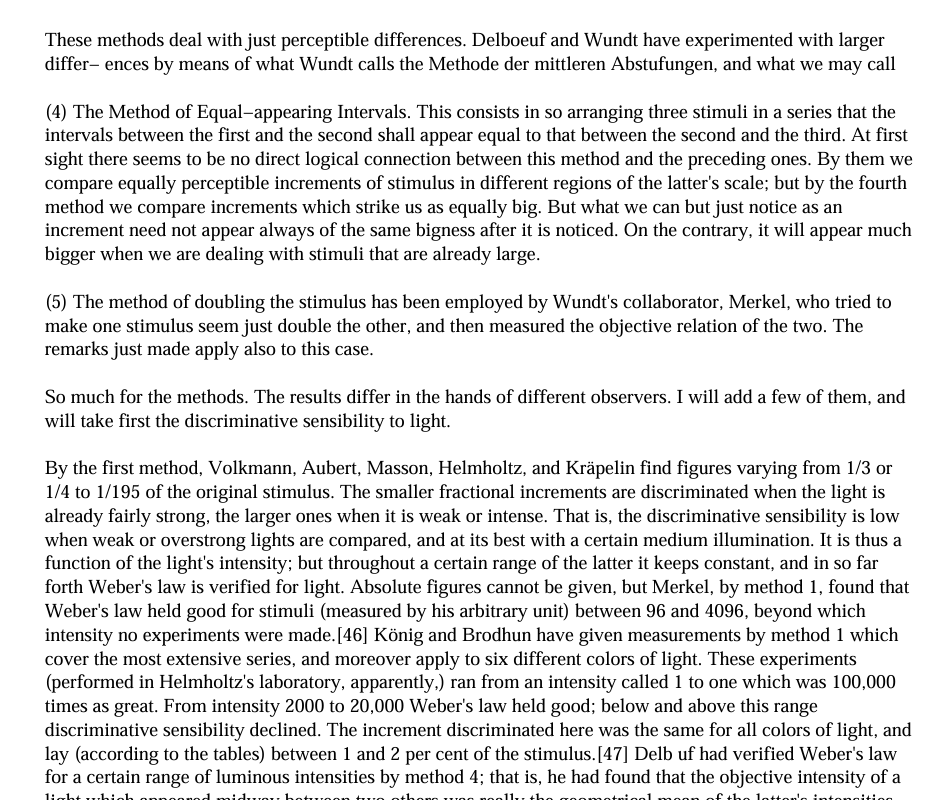 These methods deal with just perceptible differences. Delboeuf and Wundt have experimented with larger
differ− ences by means of what Wundt calls the Methode der mittleren Abstufungen, and what we may call
(4) The Method of Equal−appearing Intervals. This consists in so arranging three stimuli in a series that the
intervals between the first and the second shall appear equal to that between the second and the third. At first
sight there seems to be no direct logical connection between this method and the preceding ones. By them we
compare equally perceptible increments of stimulus in different regions of the latter's scale; but by the fourth
method we compare increments which strike us as equally big. But what we can but just notice as an
increment need not appear always of the same bigness after it is noticed. On the contrary, it will appear much
bigger when we are dealing with stimuli that are already large.
(5) The method of doubling the stimulus has been employed by Wundt's collaborator, Merkel, who tried to
make one stimulus seem just double the other, and then measured the objective relation of the two. The
remarks just made apply also to this case.
So much for the methods. The results differ in the hands of different observers. I will add a few of them, and
will take first the discriminative sensibility to light.
By the first method, Volkmann, Aubert, Masson, Helmholtz, and Kräpelin find figures varying from 1/3 or
1/4 to 1/195 of the original stimulus. The smaller fractional increments are discriminated when the light is
already fairly strong, the larger ones when it is weak or intense. That is, the discriminative sensibility is low
when weak or overstrong lights are compared, and at its best with a certain medium illumination. It is thus a
function of the light's intensity; but throughout a certain range of the latter it keeps constant, and in so far
forth Weber's law is verified for light. Absolute figures cannot be given, but Merkel, by method 1, found that
Weber's law held good for stimuli (measured by his arbitrary unit) between 96 and 4096, beyond which
intensity no experiments were made.[46] König and Brodhun have given measurements by method 1 which
cover the most extensive series, and moreover apply to six different colors of light. These experiments
(performed in Helmholtz's laboratory, apparently,) ran from an intensity called 1 to one which was 100,000
times as great. From intensity 2000 to 20,000 Weber's law held good; below and above this range
discriminative sensibility declined. The increment discriminated here was the same for all colors of light, and
lay (according to the tables) between 1 and 2 per cent of the stimulus.[47] Delb uf had verified Weber's law
for a certain range of luminous intensities by method 4; that is, he had found that the objective intensity of a
light which appeared midway between two others was really the geometrical mean of the latter's intensities